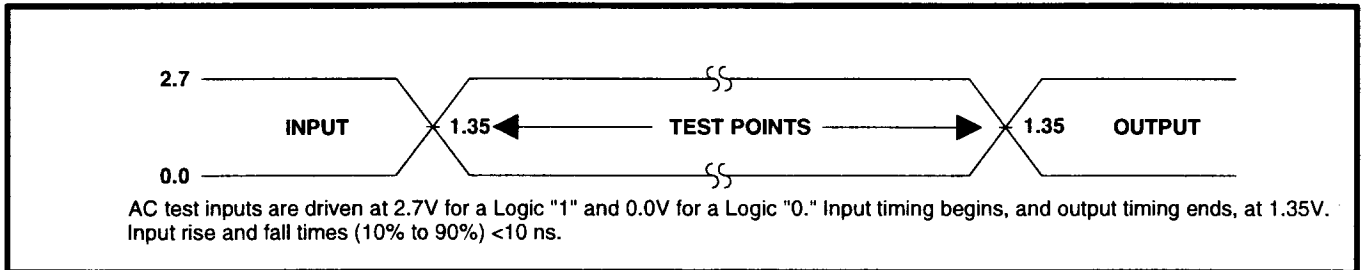 2.7
INPUT
1.35
TEST POINTS
1.35
OUTPUT
0.0
AC test inputs are driven at 2.7V for a Logic "1" and 0.0V for a Logic "0." Input timing begins, and output timing ends, at 1.35V.
Input rise and fall times (10% to 90%) <10 ns.